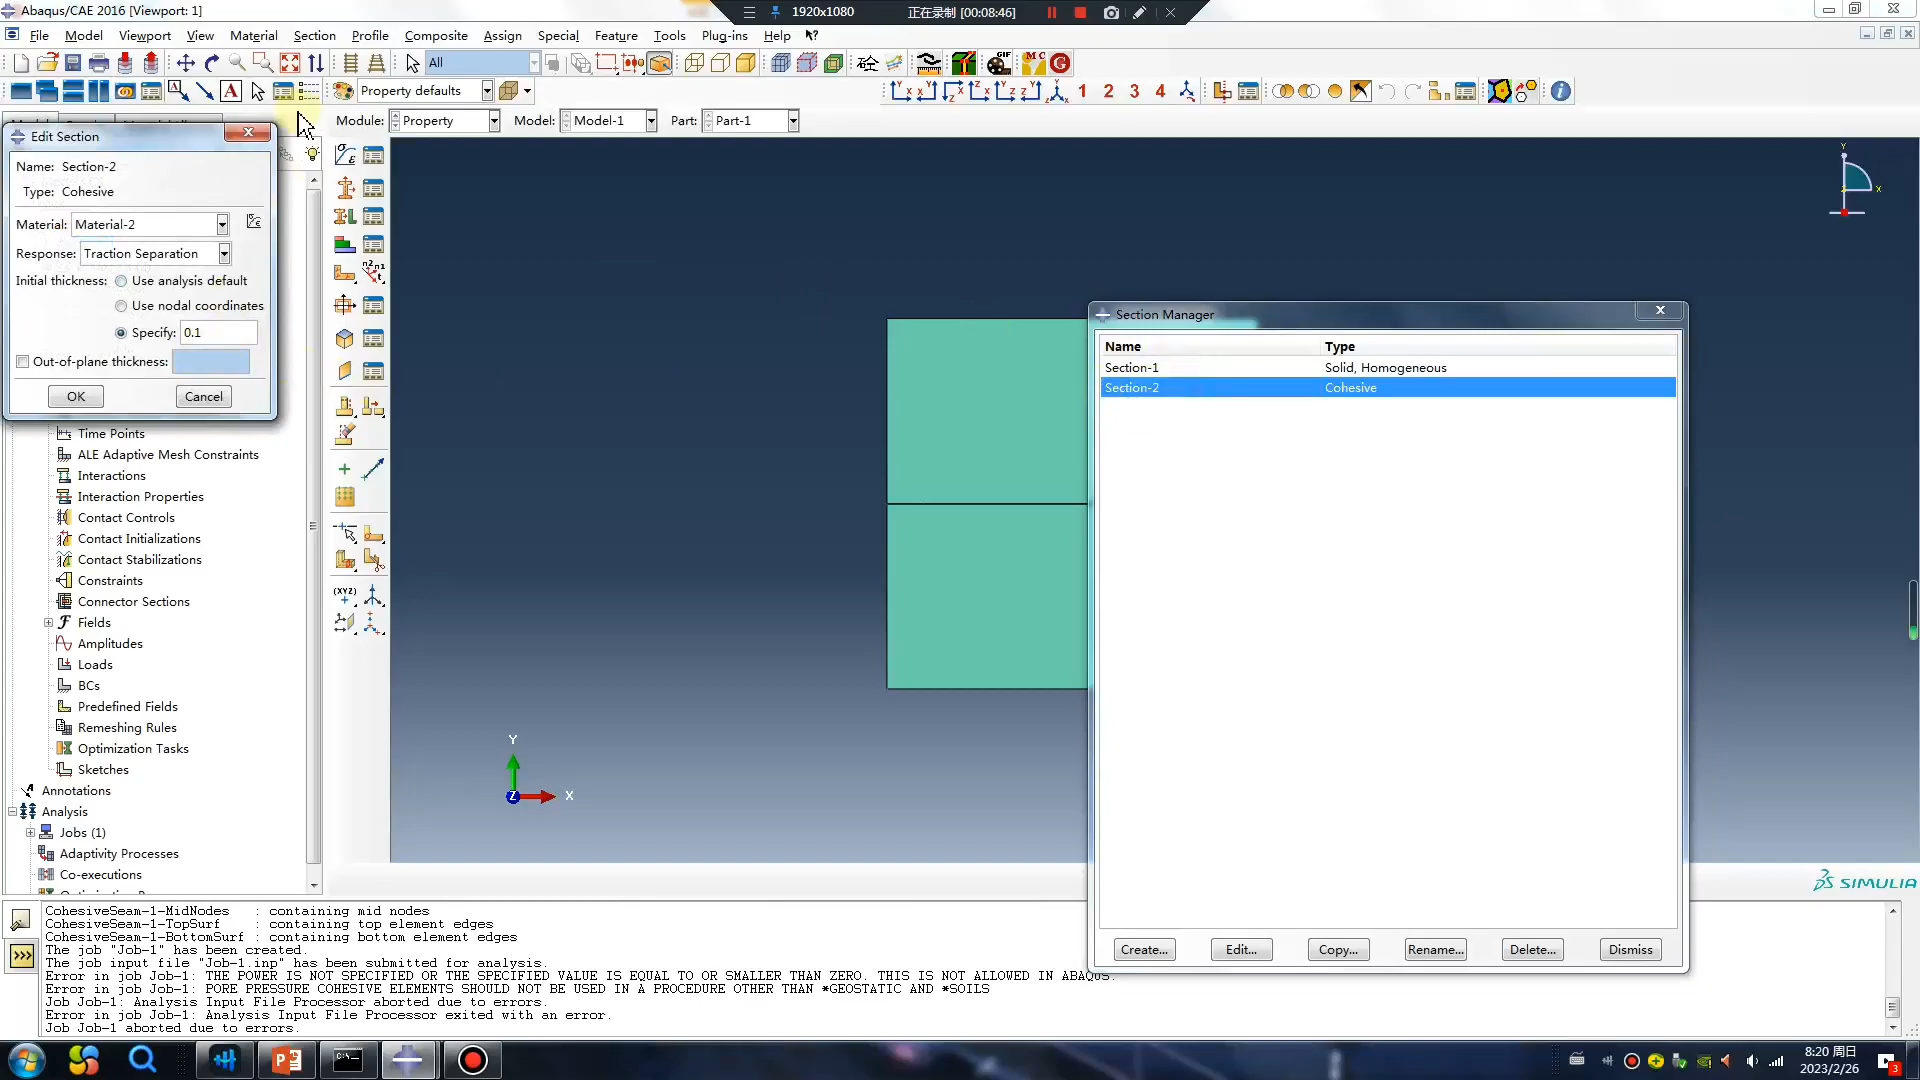 Abaqus/CAE 2016 [Viewport: 1]
1920x1080
正在录制 [00:08:46]
File Model Viewport View Material Section Profile Composite Assign Special Feature Tools Plug-ins Help
All
Property defaults
1 2 3 4
Module: Property Model: Model-1 Part: Part-1
Edit Section
Name: Section-2
Type: Cohesive
Material: Material-2
Response: Traction Separation
Initial thickness: Use analysis default
Use nodal coordinates
Specify: 0.1
Out-of-plane thickness:
OK Cancel
Time Points
ALE Adaptive Mesh Constraints
Interactions
Interaction Properties
Contact Controls
Contact Initializations
Contact Stabilizations
Constraints
Connector Sections
Fields
Amplitudes
Loads
BCs
Predefined Fields
Remeshing Rules
Optimization Tasks
Sketches
Annotations
Analysis
Jobs (1)
Adaptivity Processes
Co-executions
Section Manager
Name Type
Section-1 Solid, Homogeneous
Section-2 Cohesive
Create... Edit... Copy... Rename... Delete... Dismiss
Y
X
Z
Y
X
SIMULIA
CohesiveSeam-1-MidNodes : containing mid nodes
CohesiveSeam-1-TopSurf : containing top element edges
CohesiveSeam-1-BottomSurf : containing bottom element edges
The job "Job-1" has been created.
The job input file "Job-1.inp" has been submitted for analysis.
Error in job Job-1: THE POWER IS NOT SPECIFIED OR THE SPECIFIED VALUE IS EQUAL TO OR SMALLER THAN ZERO. THIS IS NOT ALLOWED IN ABAQUS.
Error in job Job-1: PORE PRESSURE COHESIVE ELEMENTS SHOULD NOT BE USED IN A PROCEDURE OTHER THAN *GEOSTATIC AND *SOILS
Job Job-1: Analysis Input File Processor aborted due to errors.
Error in job Job-1: Analysis Input File Processor exited with an error.
Job Job-1 aborted due to errors.
8:20 周日
2023/2/26